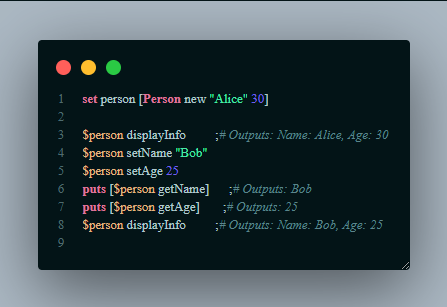 1 set person [Person new "Alice" 30]
2
3 $person displayInfo ;# Outputs: Name: Alice, Age: 30
4 $person setName "Bob"
5 $person setAge 25
6 puts [$person getName] ;# Outputs: Bob
7 puts [$person getAge] ;# Outputs: 25
8 $person displayInfo ;# Outputs: Name: Bob, Age: 25
9